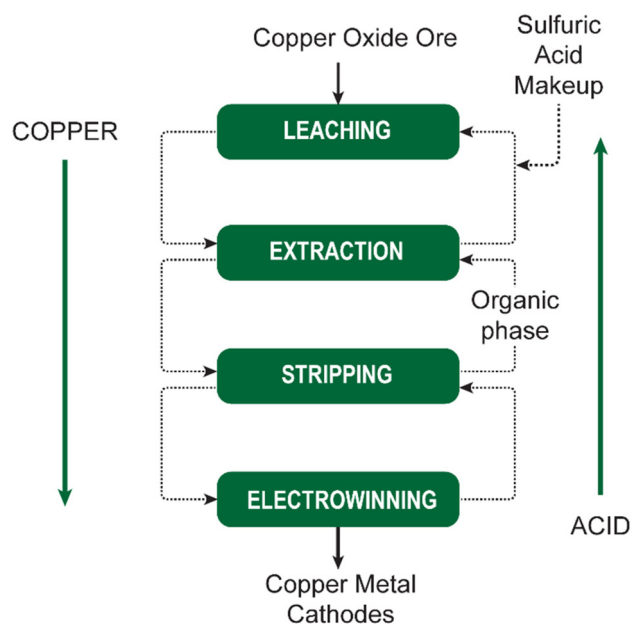 Copper Oxide Ore
Sulfuric
Acid
Makeup
COPPER
LEACHING
EXTRACTION
Organic
phase
STRIPPING
ELECTROWINNING
ACID
Copper Metal
Cathodes